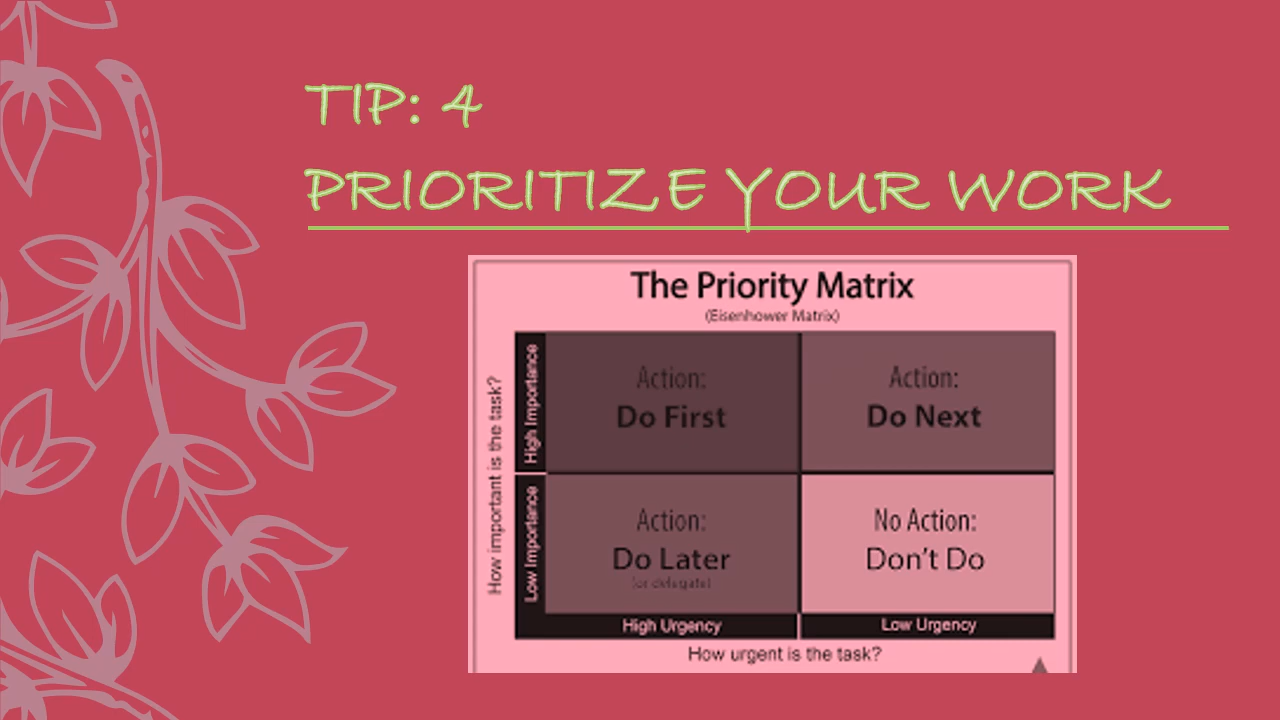 TIP: 4
PRIORITIZE YOUR WORK
The Priority Matrix
(Eisenhower Matrix)
How important is the task?
High Importance
Action:
Do First
Action:
Do Next
Low Importance
Action:
Do Later
(or delegate)
No Action:
Don't Do
High Urgency
Low Urgency
How urgent is the task?